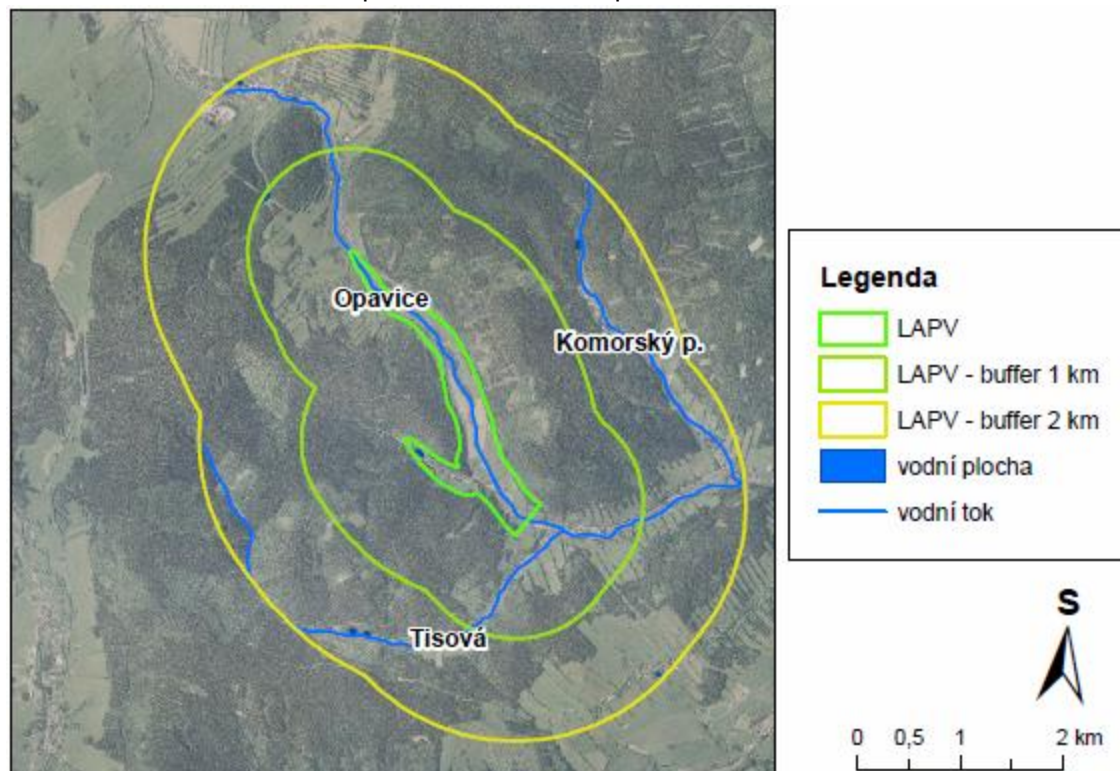 Opavice
Komorský p.
Tisová
Legenda
LAPV
LAPV - buffer 1 km
LAPV - buffer 2 km
vodní plocha
vodní tok
S
0 0,5 1 2 km